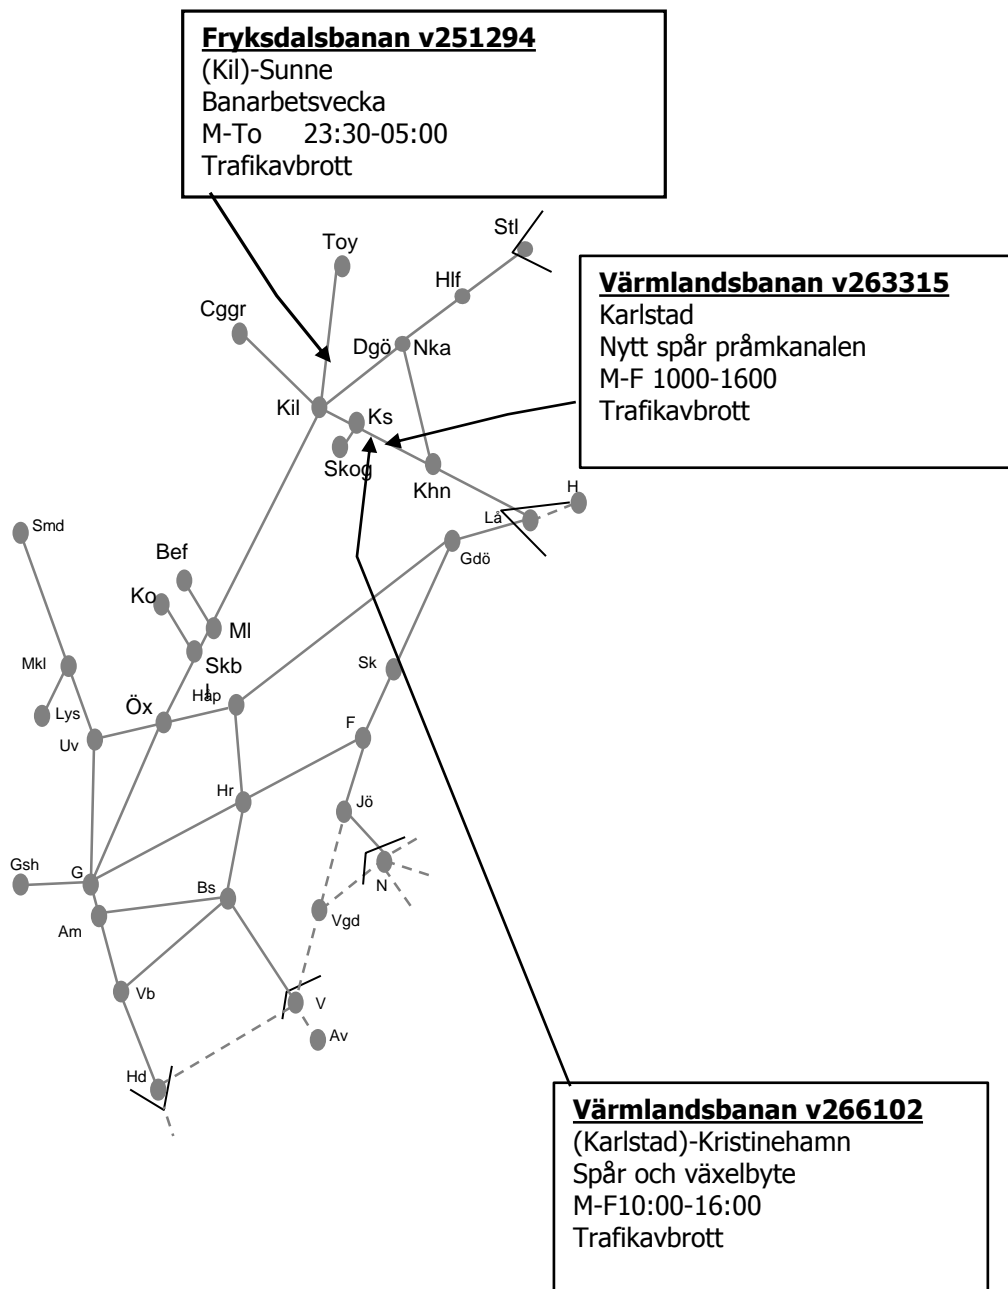 Fryksdalsbanan v251294
(Kil)-Sunne
Banarbetsvecka
M-To 23:30-05:00
Trafikavbrott
Stl
Toy
Värmlandsbanan v263315
Karlstad
Nytt spår pråmkanalen
M-F 1000-1600
Trafikavbrott
Hlf
Cggr
Dgö
Nka
Kil
Ks
Skog
Khn
H
Lå
Smd
Gdö
Bef
Ko
Ml
Skb
l
Mkl
Sk
Håp
Lys
Öx
F
Uv
Hr
Jö
Gsh
G
N
Bs
Am
Vgd
Vb
V
Av
Hd
Värmlandsbanan v266102
(Karlstad)-Kristinehamn
Spår och växelbyte
M-F10:00-16:00
Trafikavbrott